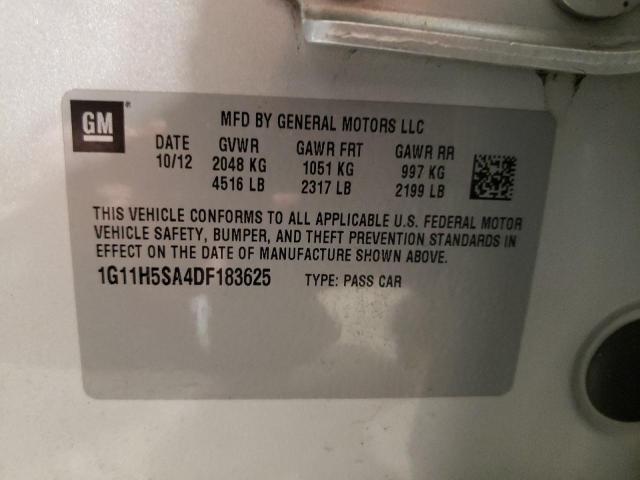 GM ®
MFD BY GENERAL MOTORS LLC
DATE GVWR GAWR FRT GAWR RR
10/12 2048 KG 1051 KG 997 KG
4516 LB 2317 LB 2199 LB
THIS VEHICLE CONFORMS TO ALL APPLICABLE U.S. FEDERAL MOTOR
VEHICLE SAFETY, BUMPER, AND THEFT PREVENTION STANDARDS IN
EFFECT ON THE DATE OF MANUFACTURE SHOWN ABOVE.
1G11H5SA4DF183625 TYPE: PASS CAR